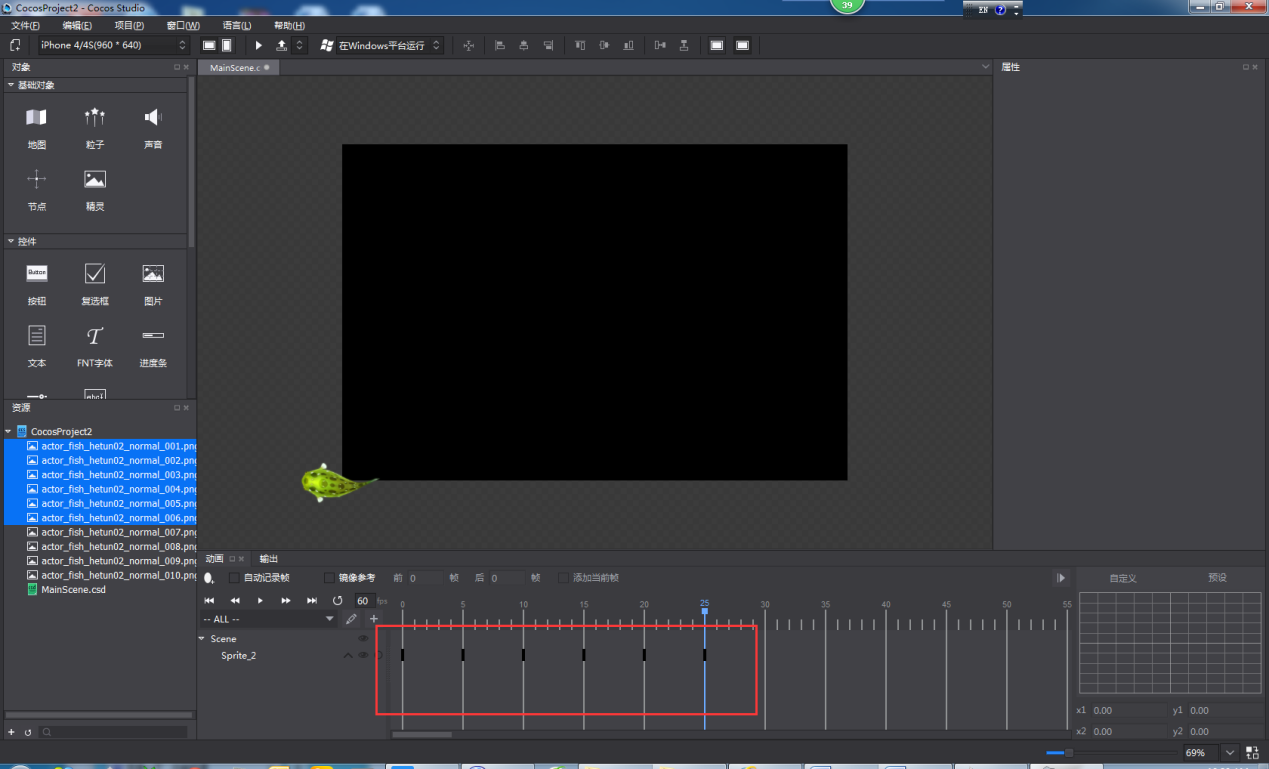 CocosProject2 - Cocos Studio
39
EN
文件(F) 编辑(E) 项目(P) 窗口(W) 语言(L) 帮助(H)
iPhone 4/4S(960 * 640)
在Windows平台运行
对象
MainScene.c
属性
基础对象
地图 粒子 声音
节点 精灵
控件
Button
按钮 复选框 图片
文本 FNT字体 进度条
资源
CocosProject2
actor_fish_hetun02_normal_001.png
actor_fish_hetun02_normal_002.png
actor_fish_hetun02_normal_003.png
actor_fish_hetun02_normal_004.png
actor_fish_hetun02_normal_005.png
actor_fish_hetun02_normal_006.png
actor_fish_hetun02_normal_007.png
actor_fish_hetun02_normal_008.png
actor_fish_hetun02_normal_009.png
actor_fish_hetun02_normal_010.png
MainScene.csd
动画 输出
自动记录帧 镜像参考 前 0 帧 后 0 帧 添加当前帧
自定义 预设
60 fps
0 5 10 15 20 25 30 35 40 45 50 55
-- ALL --
Scene
Sprite_2
x1 0.00 y1 0.00
x2 0.00 y2 0.00
69%